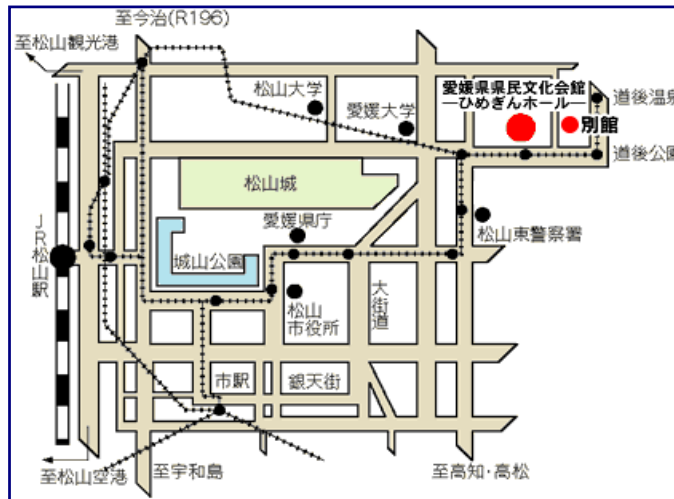 至今治(R196)
至松山観光港
松山大学
愛媛大学
愛媛県県民文化会館
―ひめぎんホール―
別館
道後温泉
道後公園
松山城
愛媛県庁
城山公園
松山東警察署
JR松山駅
松山
市役所
大街道
市駅
銀天街
至松山空港
至宇和島
至高知・高松